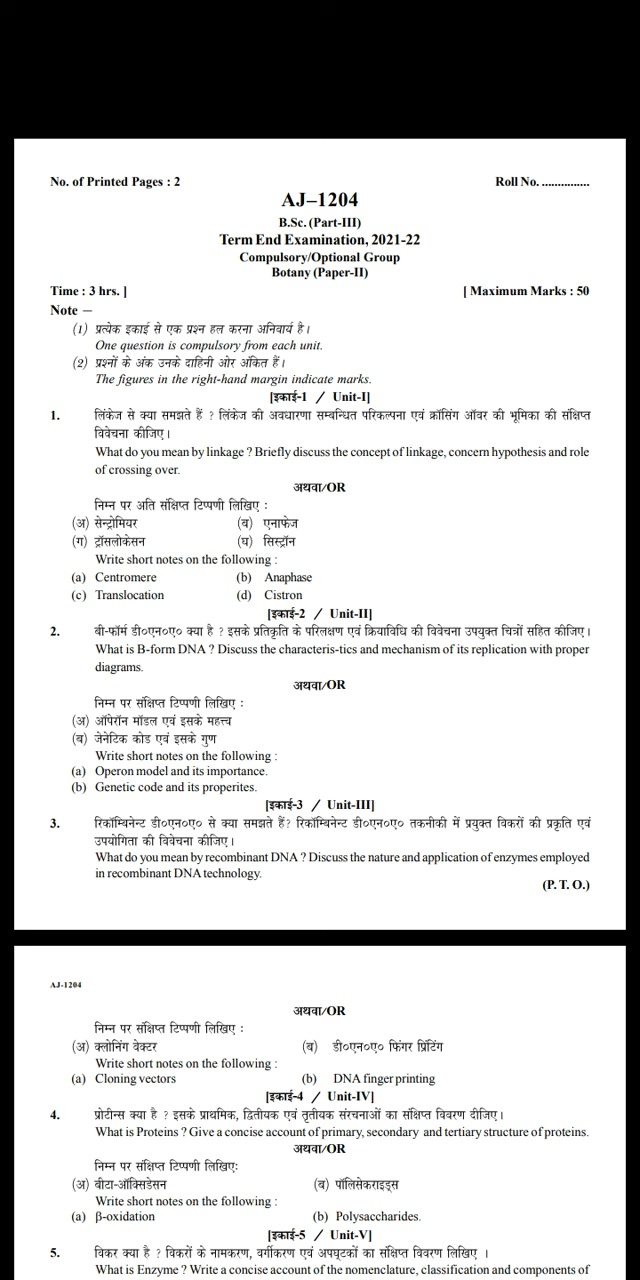 No. of Printed Pages : 2 Roll No. ...............
AJ–1204
B.Sc. (Part-III)
Term End Examination, 2021-22
Compulsory/Optional Group
Botany (Paper-II)
Time : 3 hrs. ] [ Maximum Marks : 50
Note –
(1) प्रत्येक इकाई से एक प्रश्न हल करना अनिवार्य है।
One question is compulsory from each unit.
(2) प्रश्नों के अंक उनके दाहिनी ओर अंकित हैं।
The figures in the right-hand margin indicate marks.
[इकाई-1 / Unit-I]
1. लिंकेज से क्या समझते हैं ? लिंकेज की अवधारणा सम्बन्धित परिकल्पना एवं क्रॉसिंग ऑवर की भूमिका की संक्षिप्त
विवेचना कीजिए।
What do you mean by linkage ? Briefly discuss the concept of linkage, concern hypothesis and role
of crossing over.
अथवा/OR
निम्न पर अति संक्षिप्त टिप्पणी लिखिए :
(अ) सेन्ट्रोमियर (ब) एनाफेज
(ग) ट्रॉसलोकेसन (घ) सिस्ट्रॉन
Write short notes on the following :
(a) Centromere (b) Anaphase
(c) Translocation (d) Cistron
[इकाई-2 / Unit-II]
2. बी-फॉर्म डी०एन०ए० क्या है ? इसके प्रतिकृति के परिलक्षण एवं क्रियाविधि की विवेचना उपयुक्त चित्रों सहित कीजिए।
What is B-form DNA ? Discuss the characteris-tics and mechanism of its replication with proper
diagrams.
अथवा/OR
निम्न पर संक्षिप्त टिप्पणी लिखिए :
(अ) ऑपेरॉन मॉडल एवं इसके महत्त्व
(ब) जेनेटिक कोड एवं इसके गुण
Write short notes on the following :
(a) Operon model and its importance.
(b) Genetic code and its properites.
[इकाई-3 / Unit-III]
3. रिकॉम्बिनेन्ट डी०एन०ए० से क्या समझते हैं? रिकॉम्बिनेन्ट डी०एन०ए० तकनीकी में प्रयुक्त विकरों की प्रकृति एवं
उपयोगिता की विवेचना कीजिए।
What do you mean by recombinant DNA ? Discuss the nature and application of enzymes employed
in recombinant DNA technology.
(P. T. O.)
AJ-1204
अथवा/OR
निम्न पर संक्षिप्त टिप्पणी लिखिए :
(अ) क्लोनिंग वेक्टर (ब) डी०एन०ए० फिंगर प्रिंटिंग
Write short notes on the following :
(a) Cloning vectors (b) DNA finger printing
[इकाई-4 / Unit-IV]
4. प्रोटीन्स क्या है ? इसके प्राथमिक, द्वितीयक एवं तृतीयक संरचनाओं का संक्षिप्त विवरण दीजिए।
What is Proteins ? Give a concise account of primary, secondary and tertiary structure of proteins.
अथवा/OR
निम्न पर संक्षिप्त टिप्पणी लिखिएः
(अ) बीटा-ऑक्सिडेसन (ब) पॉलिसेकराइड्स
Write short notes on the following :
(a) β-oxidation (b) Polysaccharides.
[इकाई-5 / Unit-V]
5. विकर क्या है ? विकरों के नामकरण, वर्गीकरण एवं अपघृटकों का संक्षिप्त विवरण लिखिए ।
What is Enzyme ? Write a concise account of the nomenclature, classification and components of